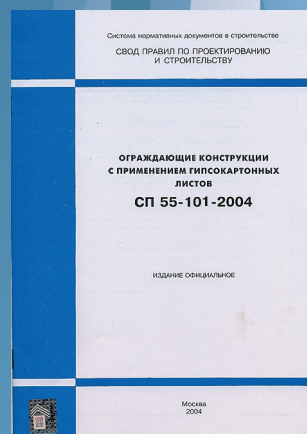 Система нормативных документов в строительстве
СВОД ПРАВИЛ ПО ПРОЕКТИРОВАНИЮ
И СТРОИТЕЛЬСТВУ
ОГРАЖДАЮЩИЕ КОНСТРУКЦИИ
С ПРИМЕНЕНИЕМ ГИПСОКАРТОННЫХ
ЛИСТОВ
СП 55-101-2004
ИЗДАНИЕ ОФИЦИАЛЬНОЕ
Москва
2004